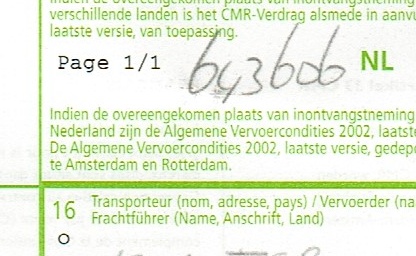 Indien de overeengekomen plaats van inontvangstneming
verschillende landen is het CMR-Verdrag alsmede in aanv
laatste versie, van toepassing.
Page 1/1 643606 NL
Indien de overeengekomen plaats van inontvangstneming
Nederland zijn de Algemene Vervoercondities 2002, laatste
De Algemene Vervoercondities 2002, laatste versie, gedepo
te Amsterdam en Rotterdam.
16 Transporteur (nom, adresse, pays) / Vervoerder (na
Frachtführer (Name, Anschrift, Land)
O